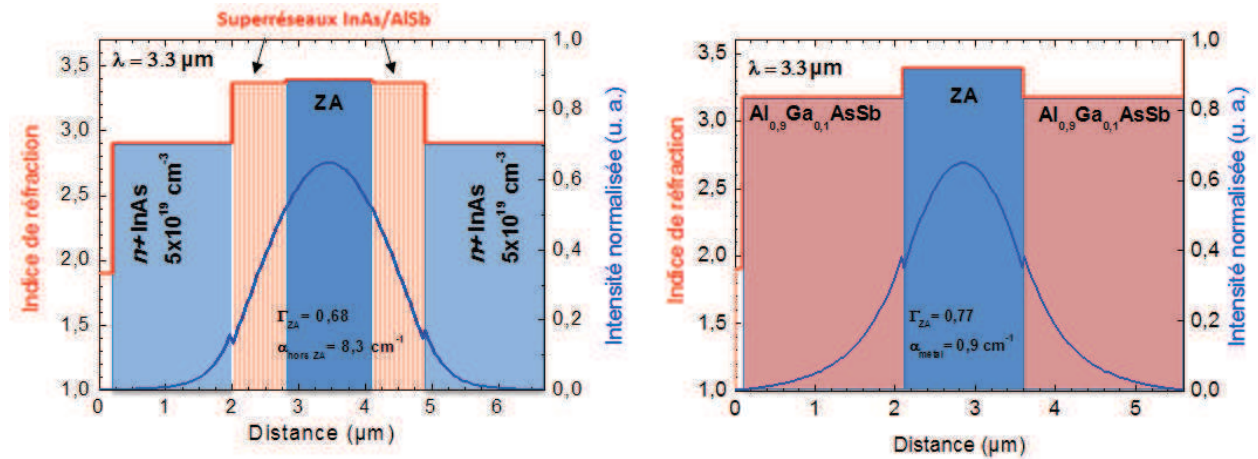 Superréseaux InAs/AlSb
λ = 3.3 µm
ZA
n+InAs
5x10¹⁹ cm⁻³
n+InAs
5x10¹⁹ cm⁻³
Γ_ZA = 0,68
α_hors ZA = 8,3 cm⁻¹
Indice de réfraction
3,5
3,0
2,5
2,0
1,5
1,0
0
1
2
3
4
5
6
Distance (µm)
1,0
0,8
0,6
0,4
0,2
0,0
Intensité normalisée (u. a.)
λ = 3.3 µm
ZA
Al₀,₉Ga₀,₁AsSb
Al₀,₉Ga₀,₁AsSb
Γ_ZA = 0,77
α_métal = 0,9 cm⁻¹
Indice de réfraction
3,5
3,0
2,5
2,0
1,5
1,0
0
1
2
3
4
5
Distance (µm)
1,0
0,8
0,6
0,4
0,2
0,0
Intensité normalisée (u. a.)